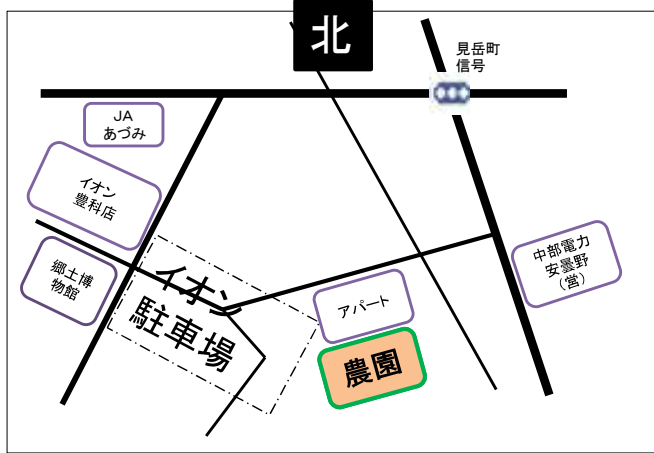 北
見岳町
信号
JA
あづみ
イオン
豊科店
郷土博
物館
イオン
駐車場
アパート
農園
中部電力
安曇野
（営）